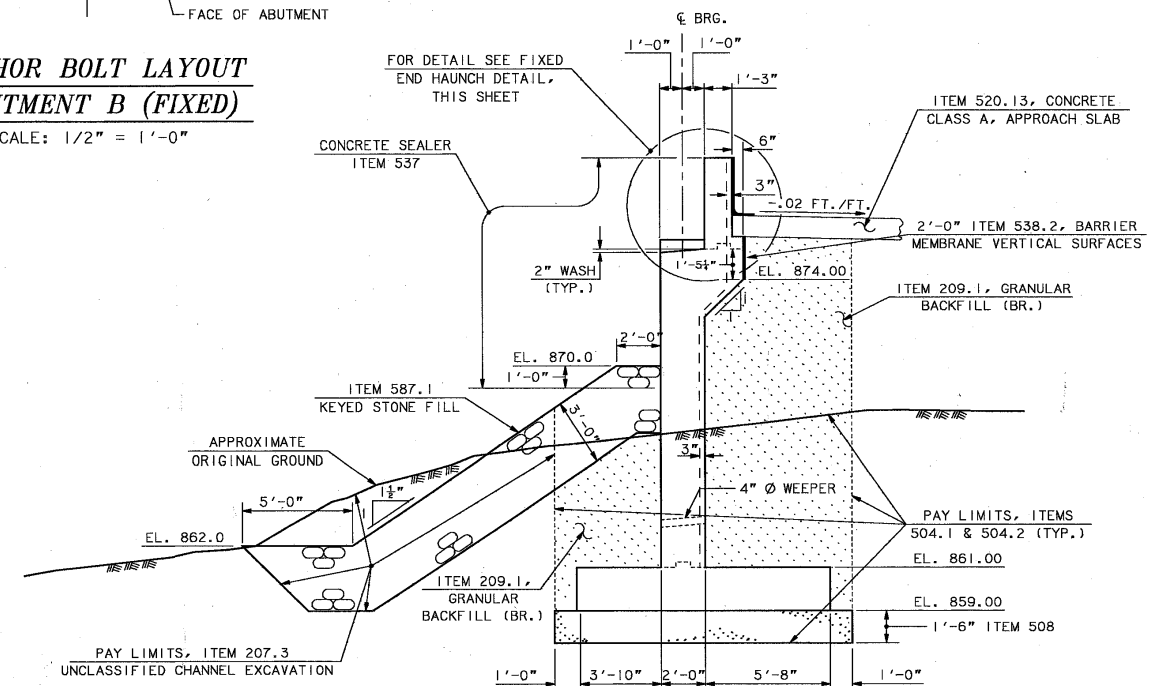 FACE OF ABUTMENT
HOR BOLT LAYOUT
TMENT B (FIXED)
CALE: 1/2" = 1'-0"
℄ BRG.
1'-0"
1'-0"
1'-3"
FOR DETAIL SEE FIXED
END HAUNCH DETAIL,
THIS SHEET
CONCRETE SEALER
ITEM 537
ITEM 520.13, CONCRETE
CLASS A, APPROACH SLAB
6"
3"
-.02 FT./FT.
2'-0" ITEM 538.2, BARRIER
MEMBRANE VERTICAL SURFACES
2" WASH
(TYP.)
1'-5¼"
EL. 874.00
1
1
ITEM 209.1, GRANULAR
BACKFILL (BR.)
2'-0"
EL. 870.0
1'-0"
ITEM 587.1
KEYED STONE FILL
3'-0"
APPROXIMATE
ORIGINAL GROUND
3"
1½"
1
5'-0"
4" Ø WEEPER
EL. 862.0
PAY LIMITS, ITEMS
504.1 & 504.2 (TYP.)
EL. 861.00
ITEM 209.1,
GRANULAR
BACKFILL (BR.)
EL. 859.00
1'-6" ITEM 508
PAY LIMITS, ITEM 207.3
UNCLASSIFIED CHANNEL EXCAVATION
1'-0"
3'-10"
2'-0"
5'-8"
1'-0"